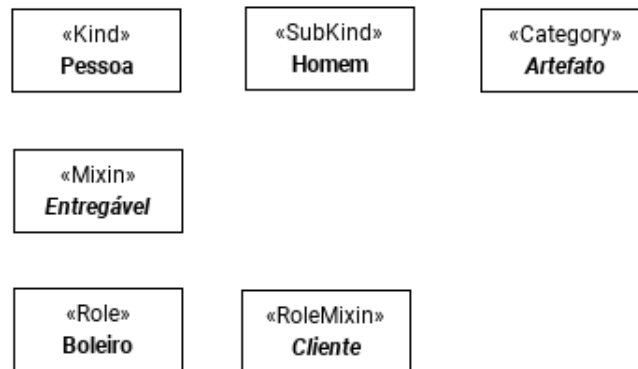 «Kind»
Pessoa
«SubKind»
Homem
«Category»
Artefato
«Mixin»
Entregável
«Role»
Boleiro
«RoleMixin»
Cliente